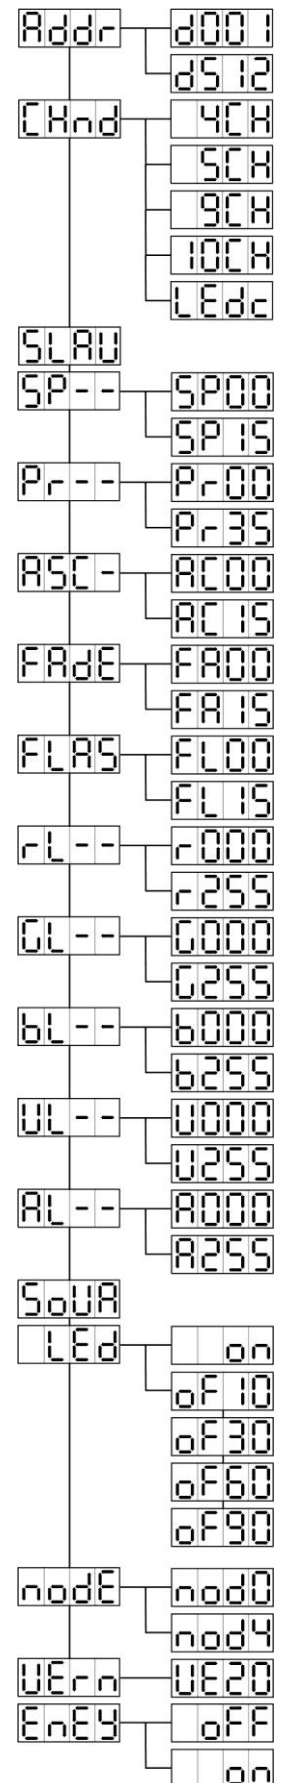 Addr d001
d512
CHnd 4CH
5CH
9CH
10CH
LEdc
SLAU
SP-- SP00
SP15
Pr-- Pr00
Pr35
ASC- AC00
AC15
FAdE FA00
FA15
FLAS FL00
FL15
rL-- r000
r255
GL-- G000
G255
bL-- b000
b255
UL-- U000
U255
AL-- A000
A255
SoUA
LEd on
oF10
oF30
oF60
oF90
nodE nod0
nod4
UErn UE20
EnEY oFF
on